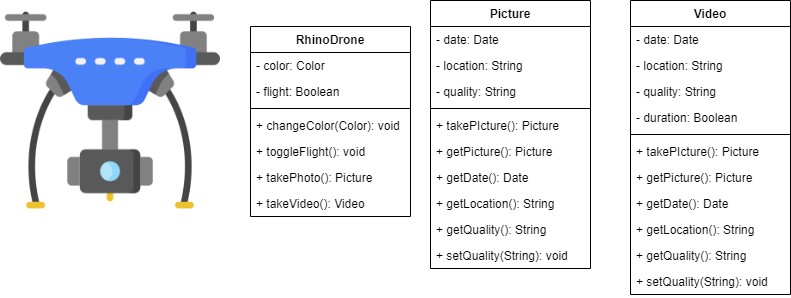 RhinoDrone
- color: Color
- flight: Boolean
+ changeColor(Color): void
+ toggleFlight(): void
+ takePhoto(): Picture
+ takeVideo(): Video
Picture
- date: Date
- location: String
- quality: String
+ takePIcture(): Picture
+ getPicture(): Picture
+ getDate(): Date
+ getLocation(): String
+ getQuality(): String
+ setQuality(String): void
Video
- date: Date
- location: String
- quality: String
- duration: Boolean
+ takePIcture(): Picture
+ getPicture(): Picture
+ getDate(): Date
+ getLocation(): String
+ getQuality(): String
+ setQuality(String): void